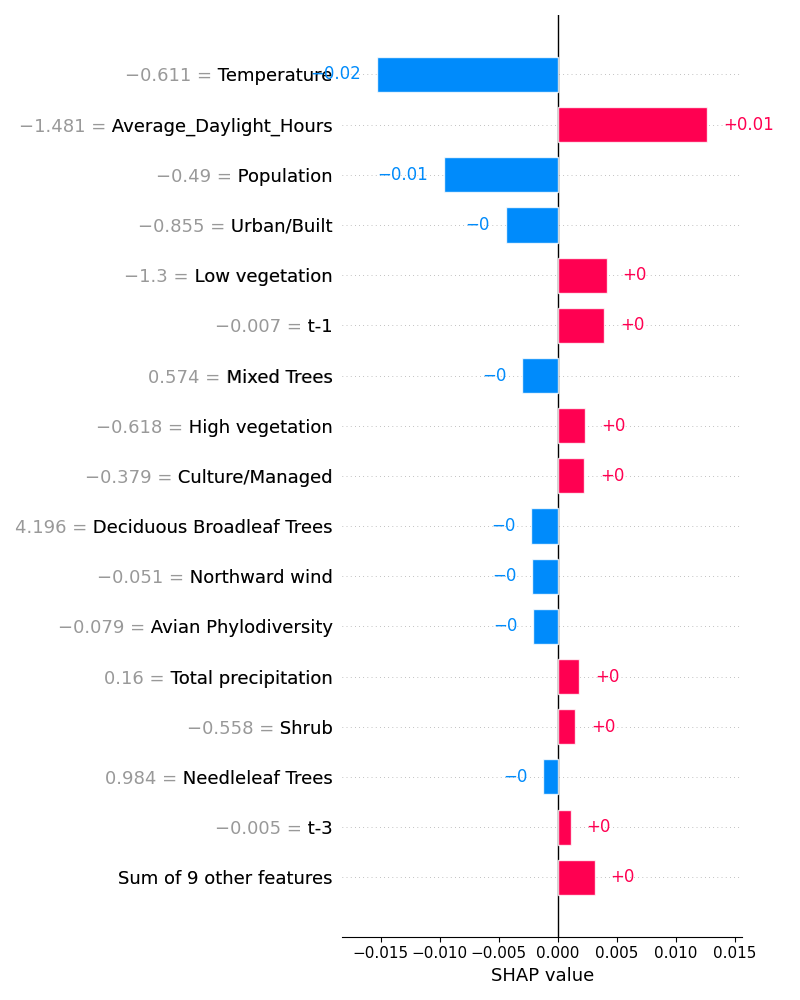 −0.611 = Temperature −0.02
−1.481 = Average_Daylight_Hours +0.01
−0.49 = Population −0.01
−0.855 = Urban/Built −0
−1.3 = Low vegetation +0
−0.007 = t-1 +0
0.574 = Mixed Trees −0
−0.618 = High vegetation +0
−0.379 = Culture/Managed +0
4.196 = Deciduous Broadleaf Trees −0
−0.051 = Northward wind −0
−0.079 = Avian Phylodiversity −0
0.16 = Total precipitation +0
−0.558 = Shrub +0
0.984 = Needleleaf Trees −0
−0.005 = t-3 +0
Sum of 9 other features +0
−0.015 −0.010 −0.005 0.000 0.005 0.010 0.015
SHAP value